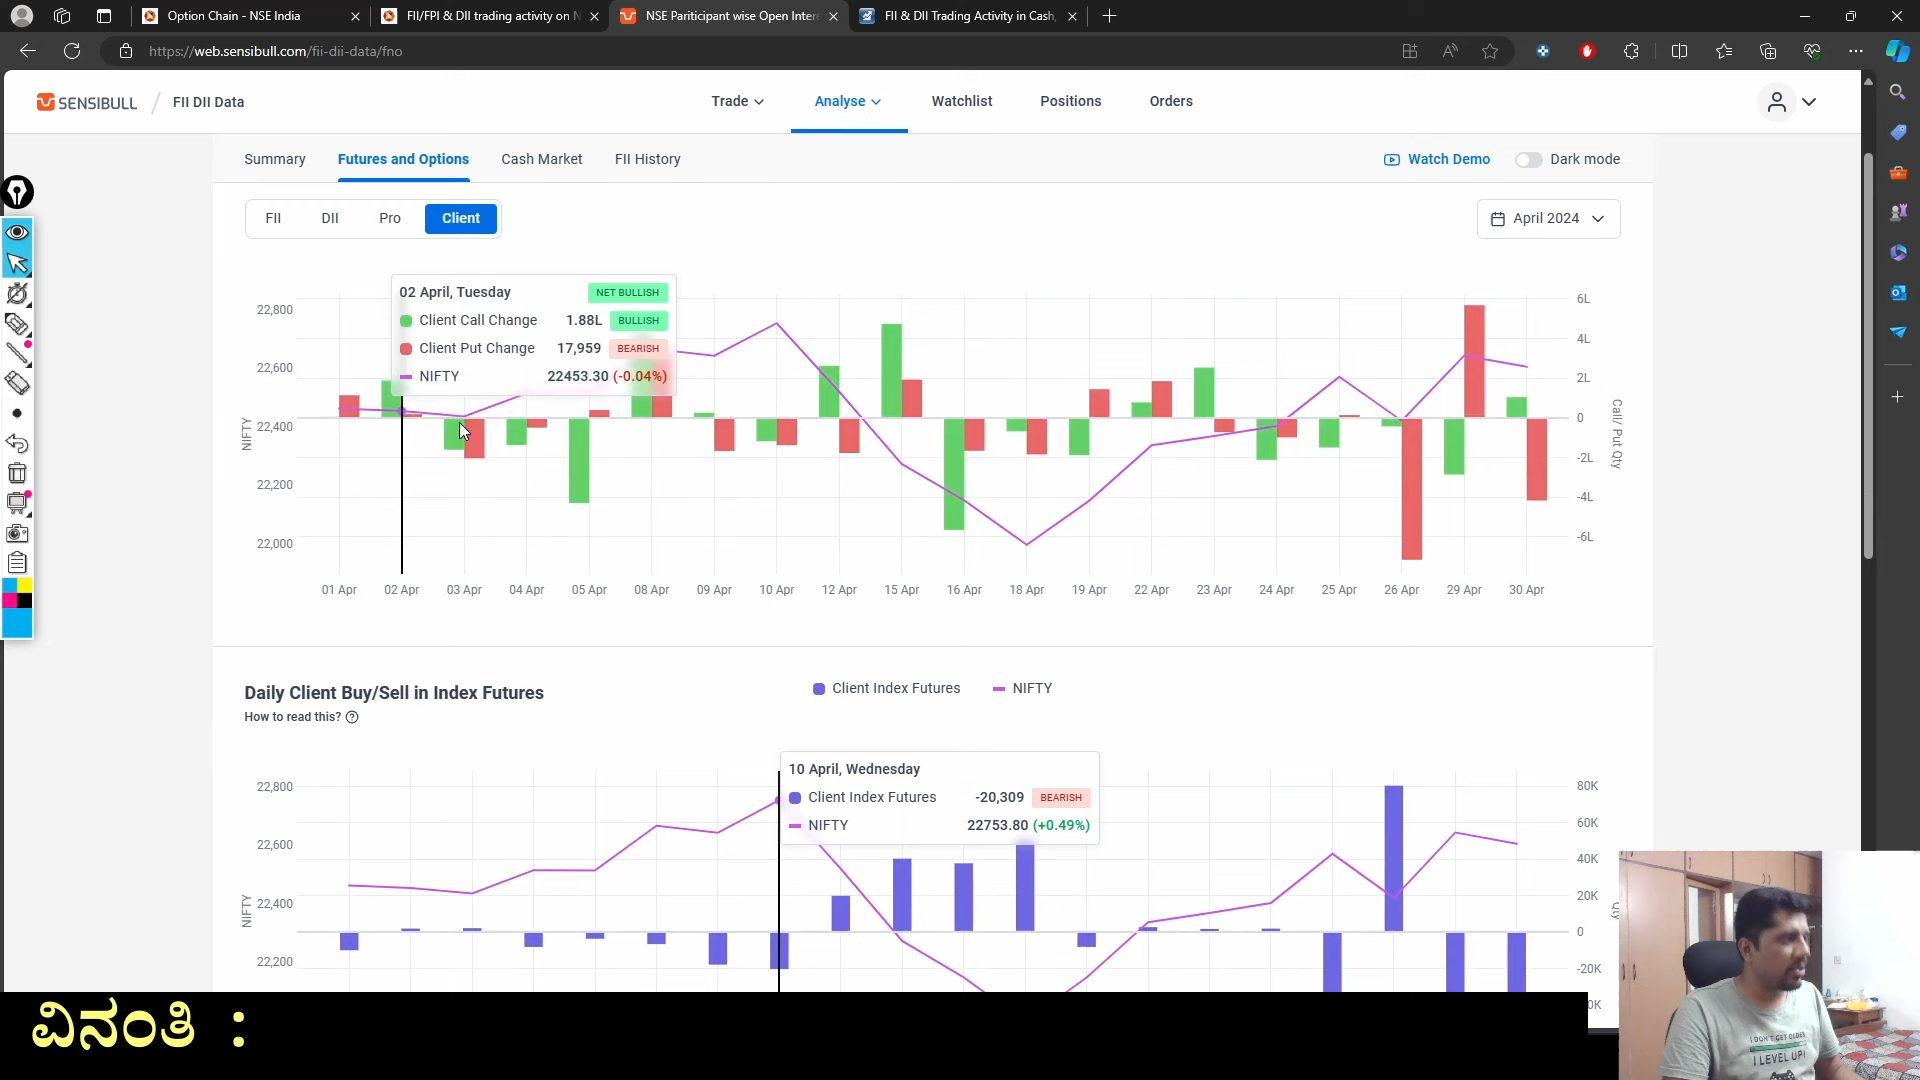 Option Chain - NSE India
FII/FPI & DII trading activity on N
NSE Pariticipant wise Open Inter
FII & DII Trading Activity in Cash,
https://web.sensibull.com/fii-dii-data/fno
SENSIBULL / FII DII Data
Trade
Analyse
Watchlist
Positions
Orders
Summary
Futures and Options
Cash Market
FII History
Watch Demo
Dark mode
FII
DII
Pro
Client
April 2024
02 April, Tuesday NET BULLISH
Client Call Change 1.88L BULLISH
Client Put Change 17,959 BEARISH
NIFTY 22453.30 (-0.04%)
22,800
22,600
22,400
22,200
22,000
NIFTY
6L
4L
2L
0
-2L
-4L
-6L
Call/ Put Qty
01 Apr 02 Apr 03 Apr 04 Apr 05 Apr 08 Apr 09 Apr 10 Apr 12 Apr 15 Apr 16 Apr 18 Apr 19 Apr 22 Apr 23 Apr 24 Apr 25 Apr 26 Apr 29 Apr 30 Apr
Daily Client Buy/Sell in Index Futures
Client Index Futures NIFTY
How to read this?
10 April, Wednesday
Client Index Futures -20,309 BEARISH
NIFTY 22753.80 (+0.49%)
22,800
22,600
22,400
22,200
NIFTY
80K
60K
40K
20K
0
-20K
I DON'T GET OLDER
I LEVEL UP!
ವಿನಂತಿ :